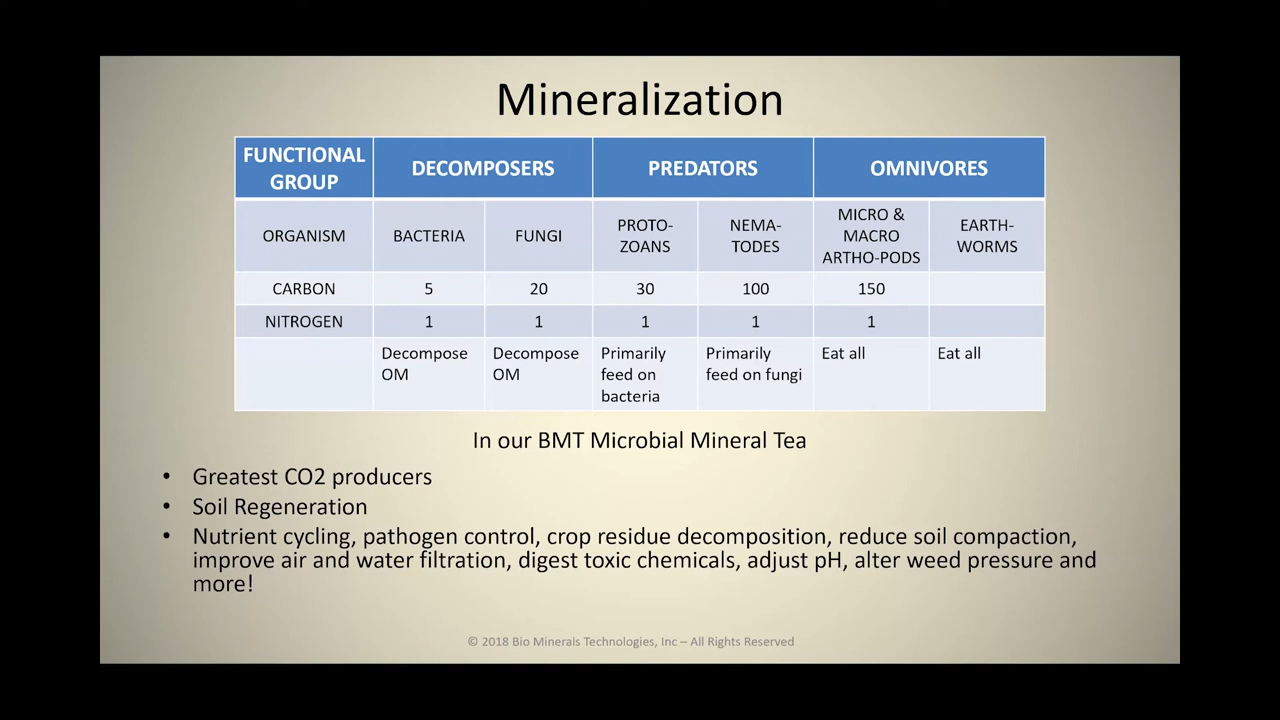 Mineralization
FUNCTIONAL GROUP DECOMPOSERS PREDATORS OMNIVORES
ORGANISM BACTERIA FUNGI PROTO-ZOANS NEMA-TODES MICRO & MACRO ARTHO-PODS EARTH-WORMS
CARBON 5 20 30 100 150
NITROGEN 1 1 1 1 1
Decompose OM Decompose OM Primarily feed on bacteria Primarily feed on fungi Eat all Eat all
In our BMT Microbial Mineral Tea
• Greatest CO2 producers
• Soil Regeneration
• Nutrient cycling, pathogen control, crop residue decomposition, reduce soil compaction,
improve air and water filtration, digest toxic chemicals, adjust pH, alter weed pressure and
more!
© 2018 Bio Minerals Technologies, Inc – All Rights Reserved